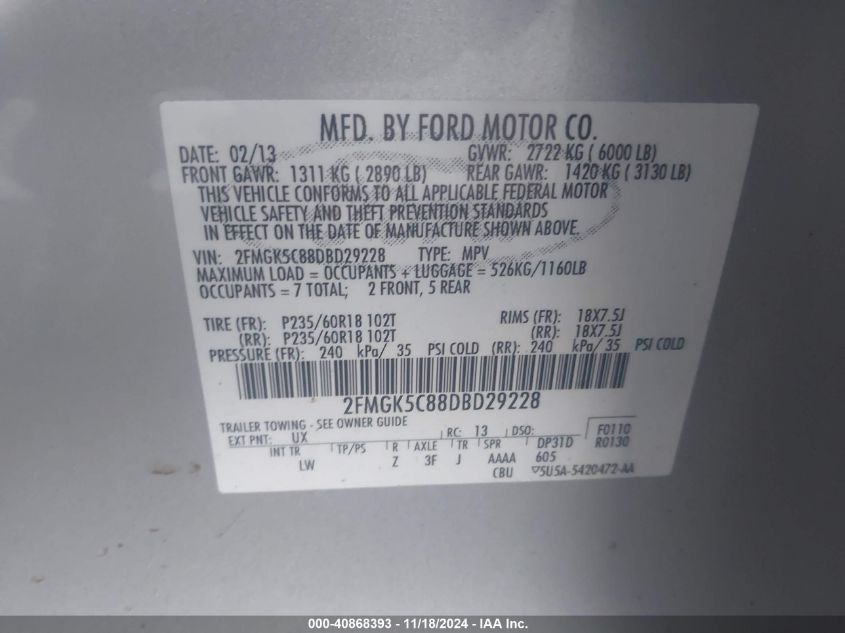 MFD. BY FORD MOTOR CO.
DATE: 02/13 GVWR: 2722 KG ( 6000 LB)
FRONT GAWR: 1311 KG ( 2890 LB) REAR GAWR: 1420 KG ( 3130 LB)
THIS VEHICLE CONFORMS TO ALL APPLICABLE FEDERAL MOTOR
VEHICLE SAFETY AND THEFT PREVENTION STANDARDS
IN EFFECT ON THE DATE OF MANUFACTURE SHOWN ABOVE.
VIN: 2FMGK5C88DBD29228 TYPE: MPV
MAXIMUM LOAD = OCCUPANTS + LUGGAGE = 526KG/1160LB
OCCUPANTS = 7 TOTAL; 2 FRONT, 5 REAR
TIRE (FR): P235/60R18 102T RIMS (FR): 18X7.5J
(RR): P235/60R18 102T (RR): 18X7.5J
PRESSURE (FR): 240 kPa/ 35 PSI COLD (RR): 240 kPa/ 35 PSI COLD
2FMGK5C88DBD29228
TRAILER TOWING - SEE OWNER GUIDE
EXT PNT: UX RC: 13 DSO: F0110
INT TR TP/PS R AXLE TR SPR DP31D R0130
LW Z 3F J AAAA 605
CBU 5U5A-5420472-AA
000-40868393 - 11/18/2024 - IAA Inc.